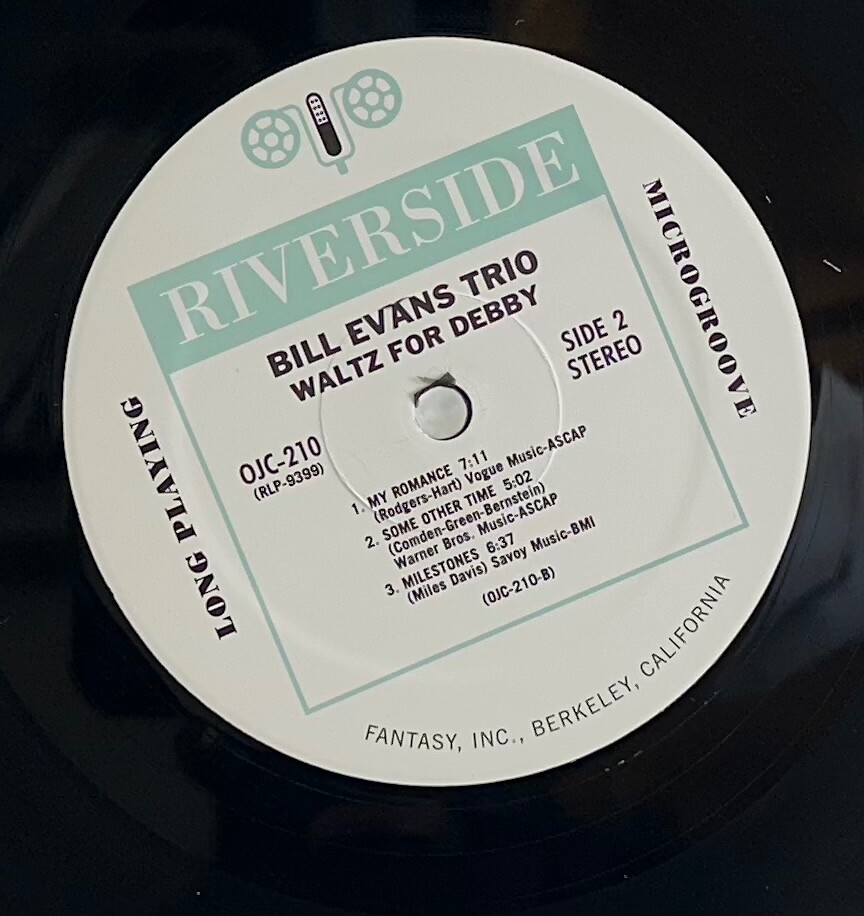 RIVERSIDE
BILL EVANS TRIO
WALTZ FOR DEBBY
SIDE 2
STEREO
OJC-210
(RLP-9399)
1. MY ROMANCE 7:11
(Rodgers-Hart) Vogue Music-ASCAP
2. SOME OTHER TIME 5:02
(Comden-Green-Bernstein)
Warner Bros. Music-ASCAP
3. MILESTONES 6:37
(Miles Davis) Savoy Music-BMI
(OJC-210-B)
LONG PLAYING
MICROGROOVE
FANTASY, INC., BERKELEY, CALIFORNIA